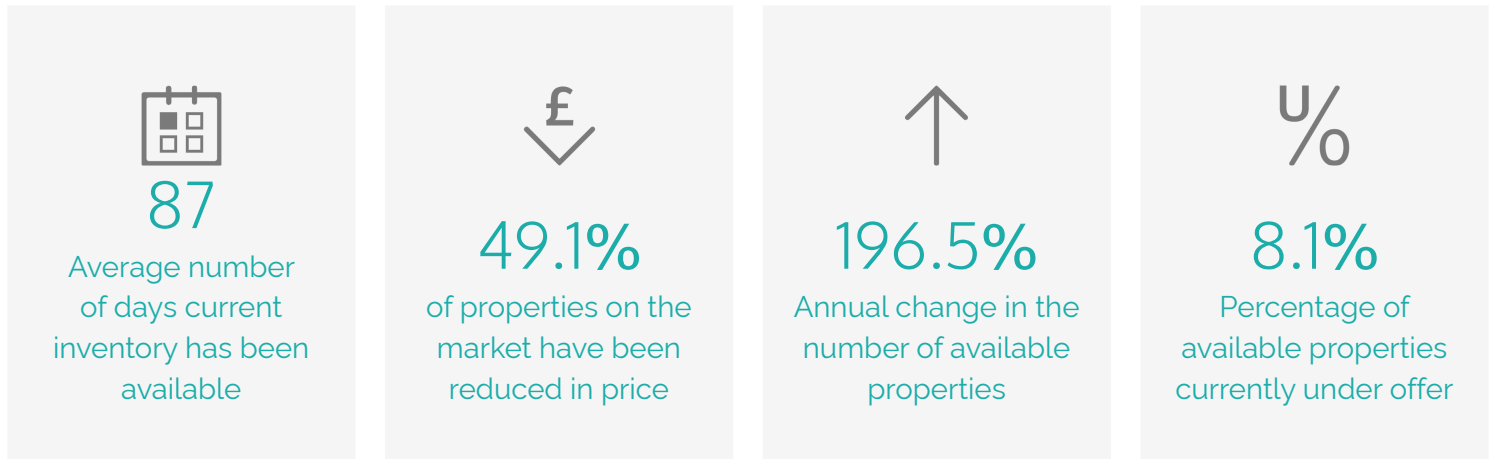 87
Average number
of days current
inventory has been
available
£
49.1%
of properties on the
market have been
reduced in price
196.5%
Annual change in the
number of available
properties
U%
8.1%
Percentage of
available properties
currently under offer